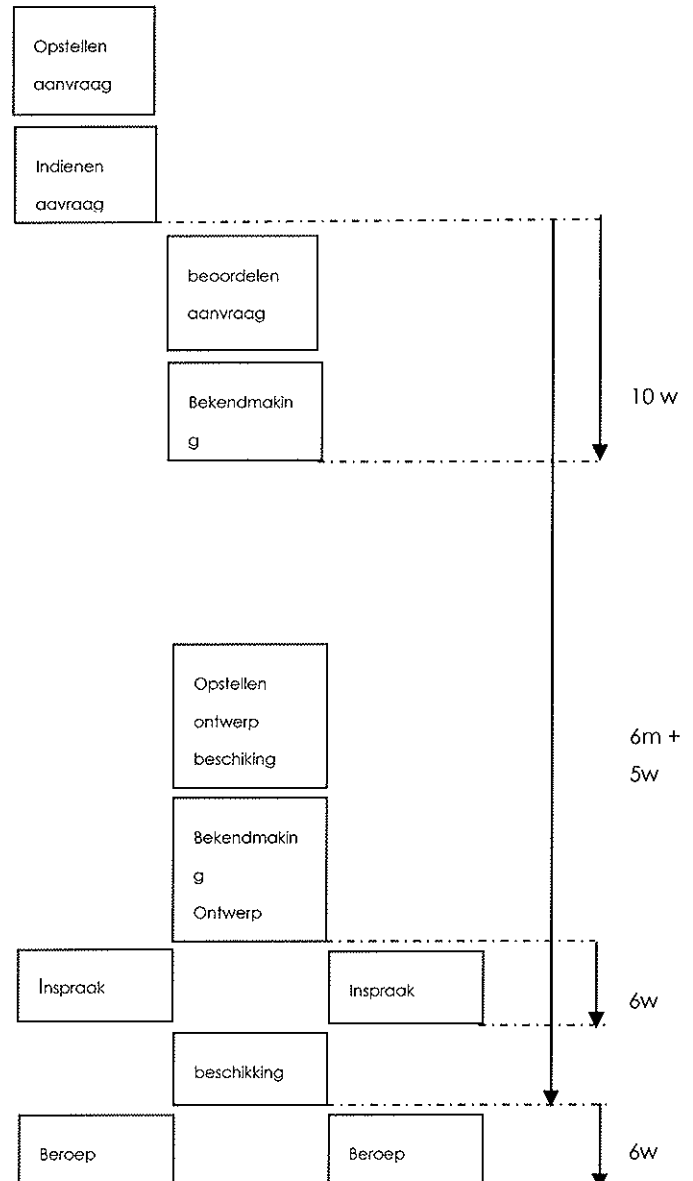 Opstellen
aanvraag
Indienen
aavraag
beoordelen
aanvraag
Bekendmakin
g
10 w
Opstellen
ontwerp
beschiking
6m +
5w
Bekendmakin
g
Ontwerp
Inspraak
Inspraak
6w
beschikking
Beroep
Beroep
6w